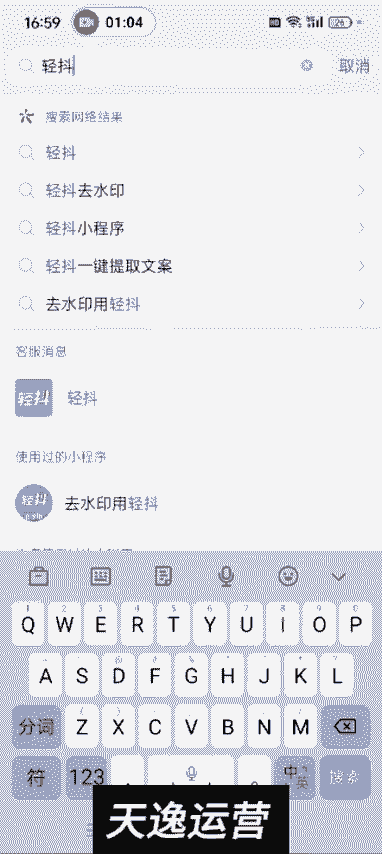 16:59
01:04
HD
26
轻抖
取消
搜索网络结果
轻抖
轻抖去水印
轻抖小程序
轻抖一键提取文案
去水印用轻抖
客服消息
轻抖
轻抖
使用过的小程序
轻抖
去水印用轻抖
1 2 3 4 5 6 7 8 9 0
Q W E R T Y U I O P
A S D F G H J K L
分词 Z X C V B N M
符 123 中 英 搜索
天逸运营